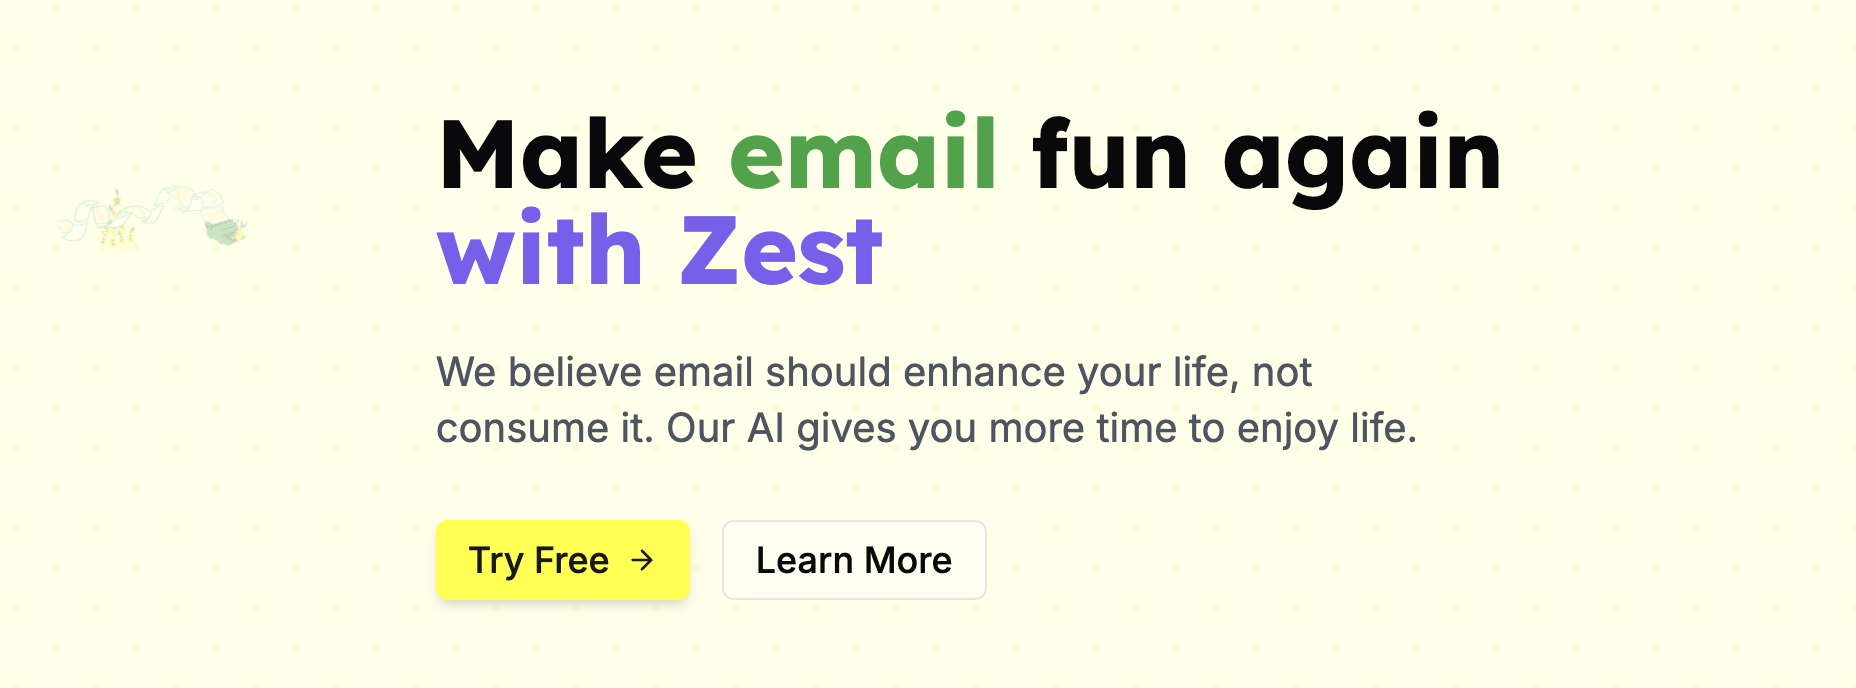 Make email fun again
with Zest
We believe email should enhance your life, not
consume it. Our AI gives you more time to enjoy life.
Try Free →
Learn More